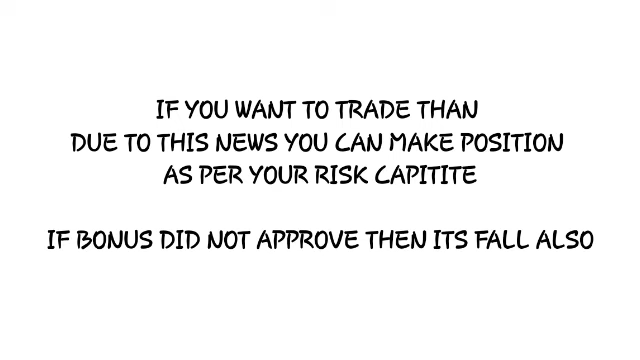 IF YOU WANT TO TRADE THAN
DUE TO THIS NEWS YOU CAN MAKE POSITION
AS PER YOUR RISK CAPITITE
IF BONUS DID NOT APPROVE THEN ITS FALL ALSO